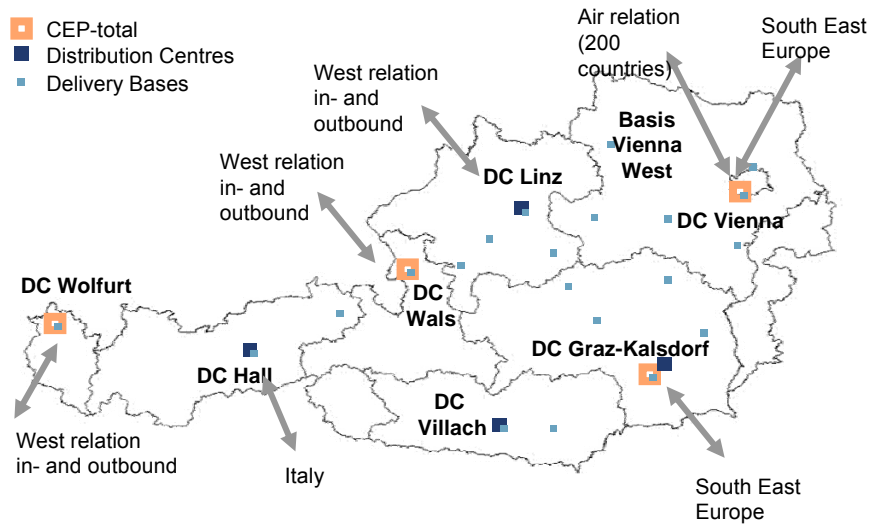 CEP-total
Distribution Centres
Delivery Bases
Air relation
(200
countries)
South East
Europe
West relation
in- and
outbound
West relation
in- and
outbound
Basis
Vienna
West
DC Linz
DC Vienna
DC Wolfurt
DC
Wals
DC Hall
DC Graz-Kalsdorf
DC
Villach
West relation
in- and outbound
Italy
South East
Europe